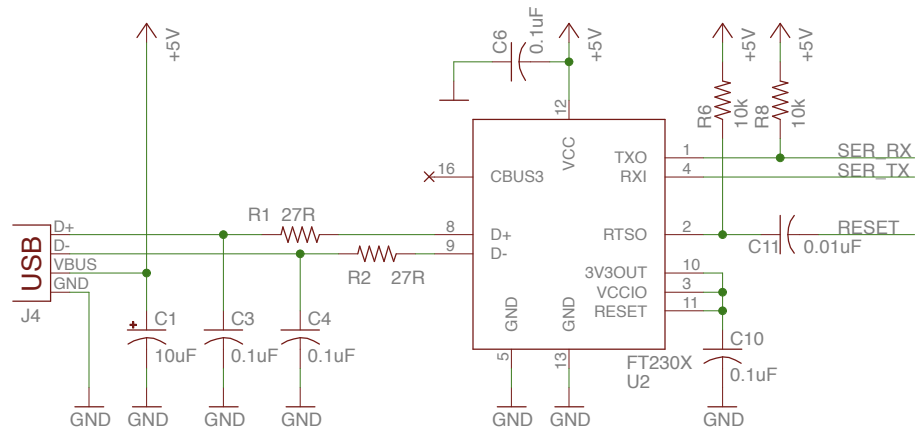 +5V
C6
0.1uF
+5V
+5V
+5V
R6
10k
R8
10k
12
VCC
TXO
1
SER_RX
RXI
4
SER_TX
16
CBUS3
R1 27R
D+
8
D+
RTSO
2
RESET
D-
9
D-
C11
0.01uF
USB
VBUS
R2 27R
3V3OUT
10
GND
VCCIO
3
J4
GND
GND
RESET
11
C1
C3
C4
C10
10uF
0.1uF
0.1uF
5
13
FT230X
0.1uF
U2
GND
GND
GND
GND
GND
GND
GND